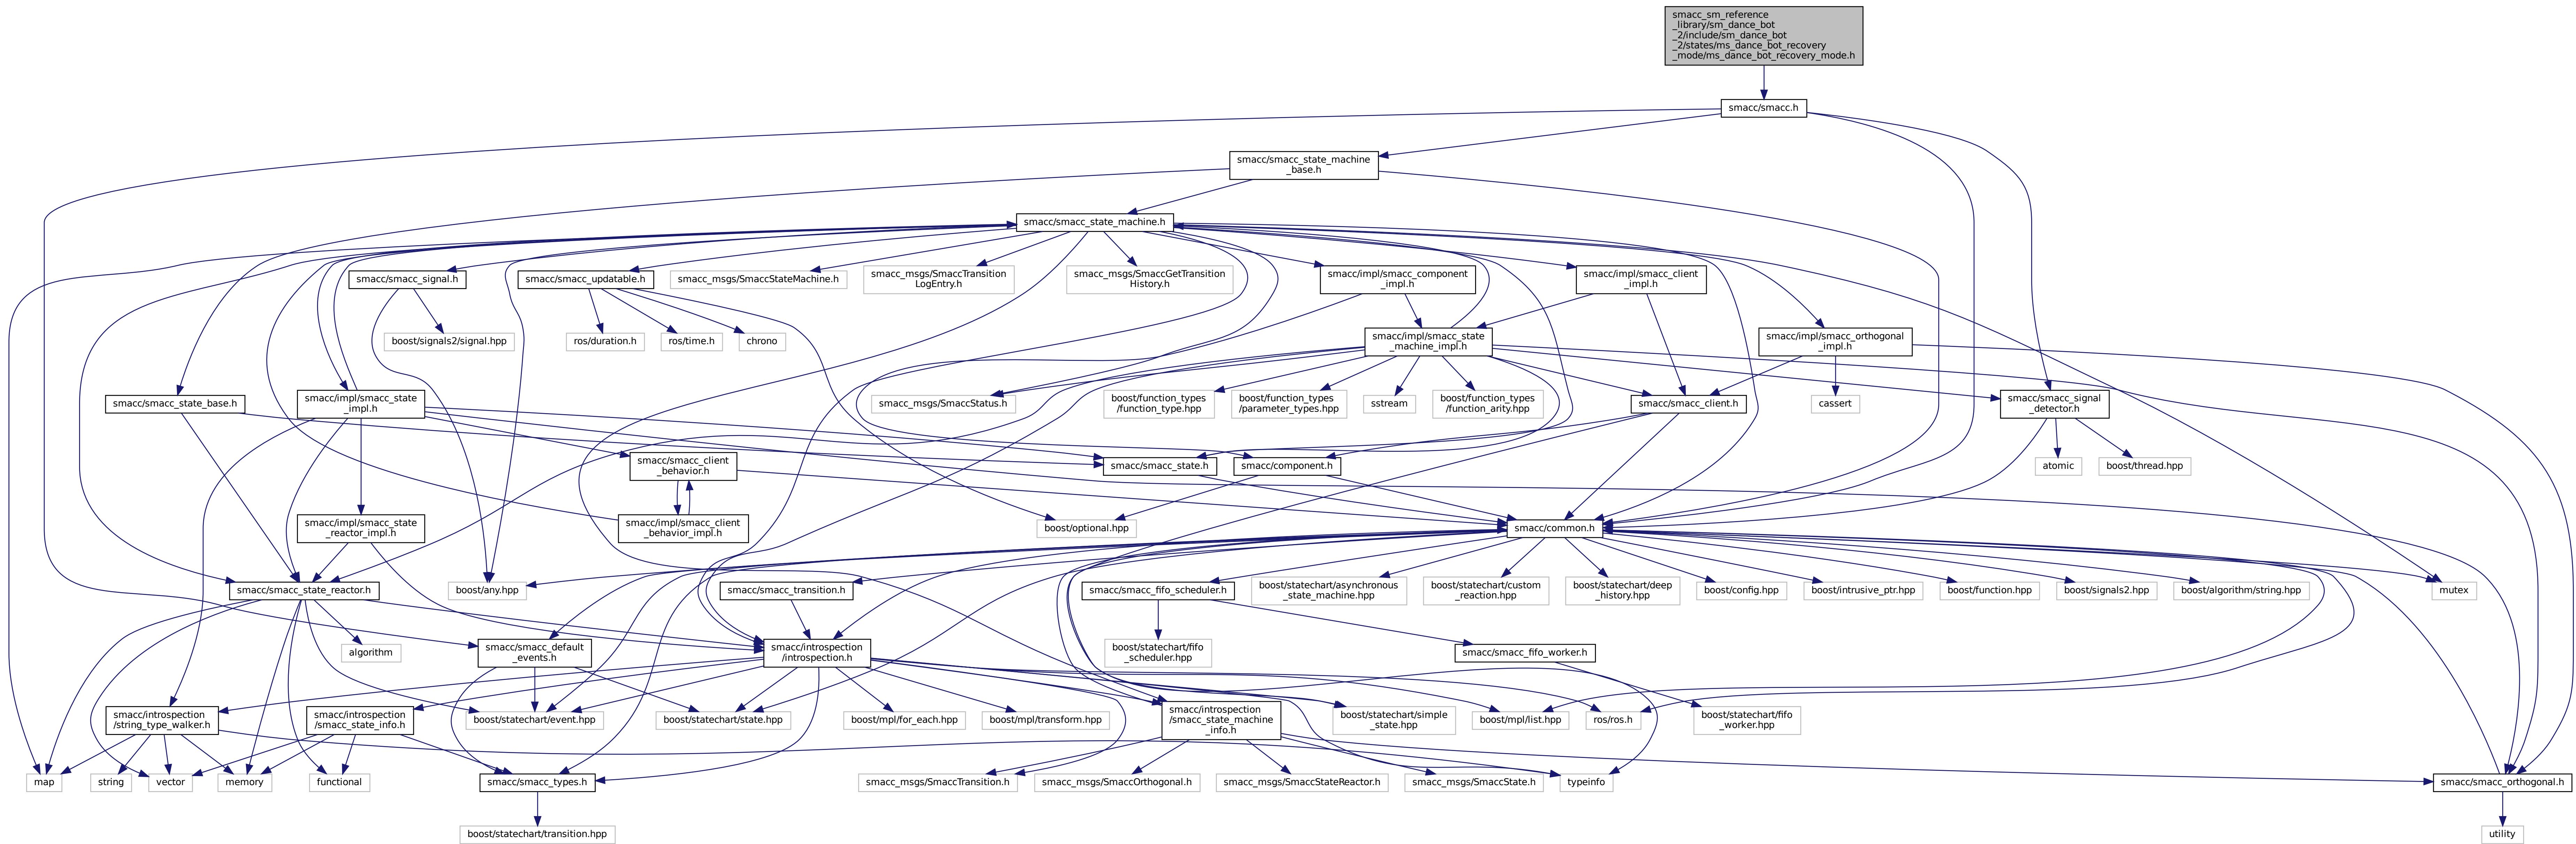 smacc_sm_reference
_library/sm_dance_bot
_2/include/sm_dance_bot
_2/states/ms_dance_bot_recovery
_mode/ms_dance_bot_recovery_mode.h
smacc/smacc.h
smacc/smacc_state_machine
_base.h
smacc/smacc_state_machine.h
smacc/smacc_signal.h
smacc/smacc_updatable.h
smacc_msgs/SmaccStateMachine.h
smacc_msgs/SmaccTransition
LogEntry.h
smacc_msgs/SmaccGetTransition
History.h
smacc/impl/smacc_component
_impl.h
smacc/impl/smacc_client
_impl.h
boost/signals2/signal.hpp
ros/duration.h
ros/time.h
chrono
smacc/impl/smacc_state
_machine_impl.h
smacc/impl/smacc_orthogonal
_impl.h
smacc/smacc_state_base.h
smacc/impl/smacc_state
_impl.h
smacc_msgs/SmaccStatus.h
boost/function_types
/function_type.hpp
boost/function_types
/parameter_types.hpp
sstream
boost/function_types
/function_arity.hpp
smacc/smacc_client.h
cassert
smacc/smacc_signal
_detector.h
smacc/smacc_client
_behavior.h
smacc/smacc_state.h
smacc/component.h
atomic
boost/thread.hpp
smacc/impl/smacc_state
_reactor_impl.h
smacc/impl/smacc_client
_behavior_impl.h
boost/optional.hpp
smacc/common.h
smacc/smacc_state_reactor.h
boost/any.hpp
smacc/smacc_transition.h
smacc/smacc_fifo_scheduler.h
boost/statechart/asynchronous
_state_machine.hpp
boost/statechart/custom
_reaction.hpp
boost/statechart/deep
_history.hpp
boost/config.hpp
boost/intrusive_ptr.hpp
boost/function.hpp
boost/signals2.hpp
boost/algorithm/string.hpp
mutex
algorithm
smacc/smacc_default
_events.h
smacc/introspection
/introspection.h
boost/statechart/fifo
_scheduler.hpp
smacc/smacc_fifo_worker.h
smacc/introspection
/string_type_walker.h
smacc/introspection
/smacc_state_info.h
boost/statechart/event.hpp
boost/statechart/state.hpp
boost/mpl/for_each.hpp
boost/mpl/transform.hpp
smacc/introspection
/smacc_state_machine
_info.h
boost/statechart/simple
_state.hpp
boost/mpl/list.hpp
ros/ros.h
boost/statechart/fifo
_worker.hpp
map
string
vector
memory
functional
smacc/smacc_types.h
smacc_msgs/SmaccTransition.h
smacc_msgs/SmaccOrthogonal.h
smacc_msgs/SmaccStateReactor.h
smacc_msgs/SmaccState.h
typeinfo
smacc/smacc_orthogonal.h
boost/statechart/transition.hpp
utility